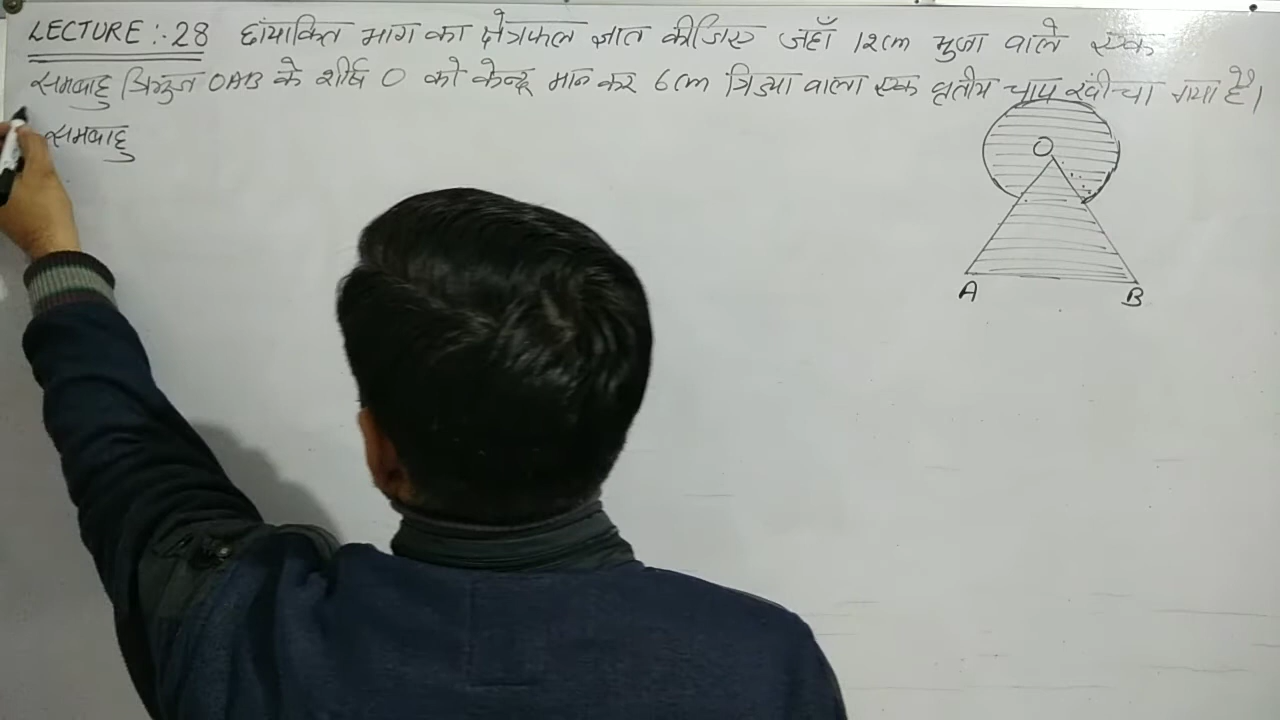 LECTURE:-28 छांयाकित भाग का क्षेत्रफल ज्ञात कीजिए जहाँ 12cm भुजा वाले एक
समबाहु त्रिभुज OAB के शीर्ष O को केन्द्र मान कर 6cm त्रिज्या वाला एक वृतीय चाप खींन्चा गया है।
समबाहु
O
A B